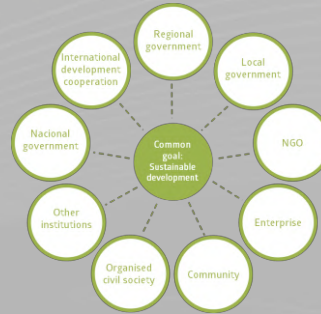 Regional
government
International
development
cooperation
Local
government
Nacional
government
Common
goal:
Sustainable
development
NGO
Other
institutions
Enterprise
Organised
civil society
Community